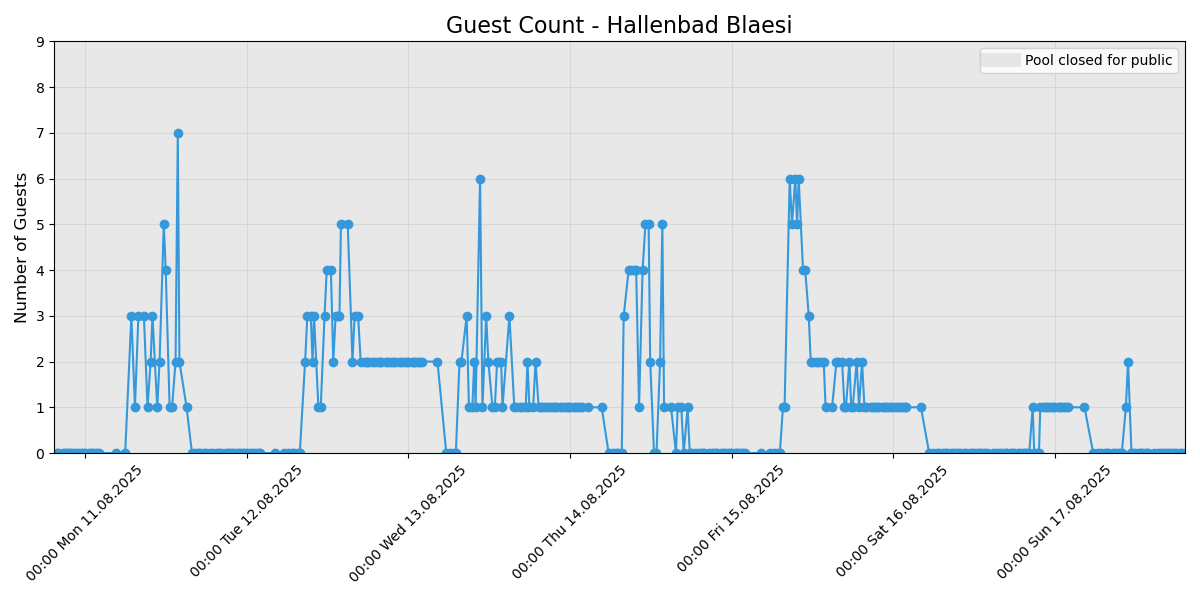 Guest Count - Hallenbad Blaesi
Pool closed for public
Number of Guests
9
8
7
6
5
4
3
2
1
0
00:00 Mon 11.08.2025
00:00 Tue 12.08.2025
00:00 Wed 13.08.2025
00:00 Thu 14.08.2025
00:00 Fri 15.08.2025
00:00 Sat 16.08.2025
00:00 Sun 17.08.2025